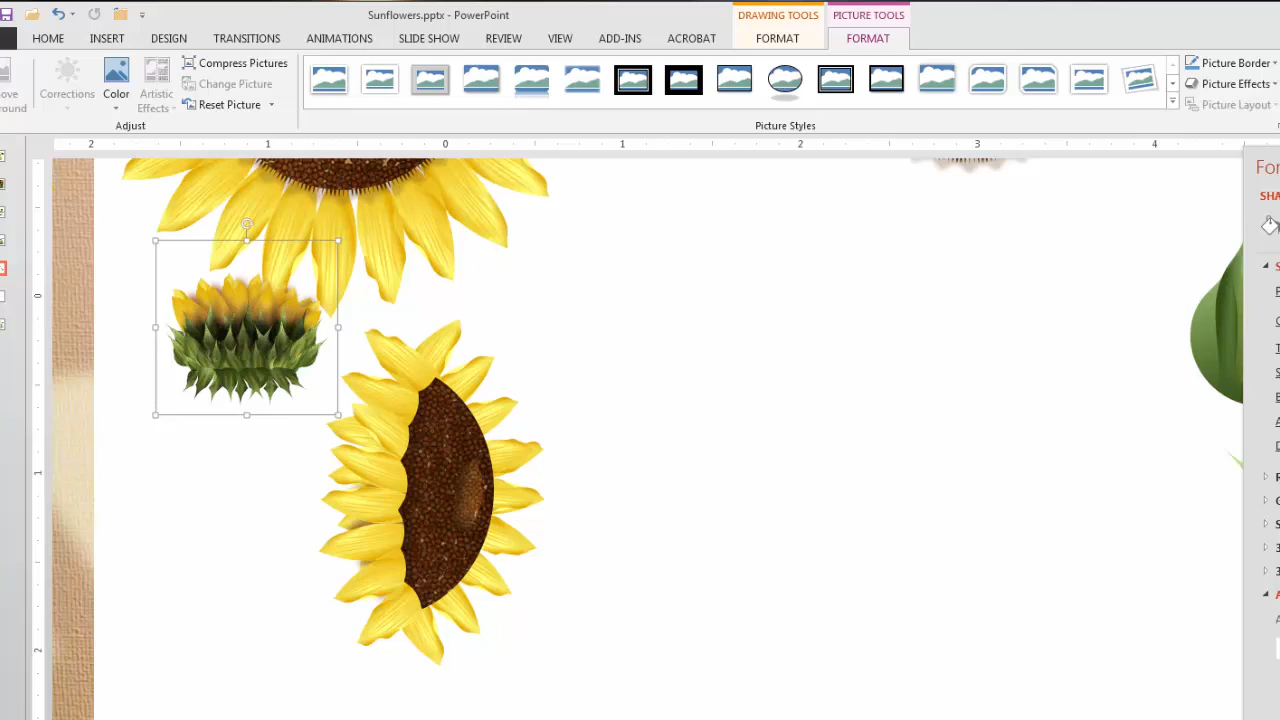 Sunflowers.pptx - PowerPoint
DRAWING TOOLS
PICTURE TOOLS
HOME
INSERT
DESIGN
TRANSITIONS
ANIMATIONS
SLIDE SHOW
REVIEW
VIEW
ADD-INS
ACROBAT
FORMAT
FORMAT
Corrections
Color
Artistic
Effects
Compress Pictures
Change Picture
Reset Picture
Picture Border
Picture Effects
Picture Layout
Adjust
Picture Styles
2 1 0 1 2 3 4
0
1
2